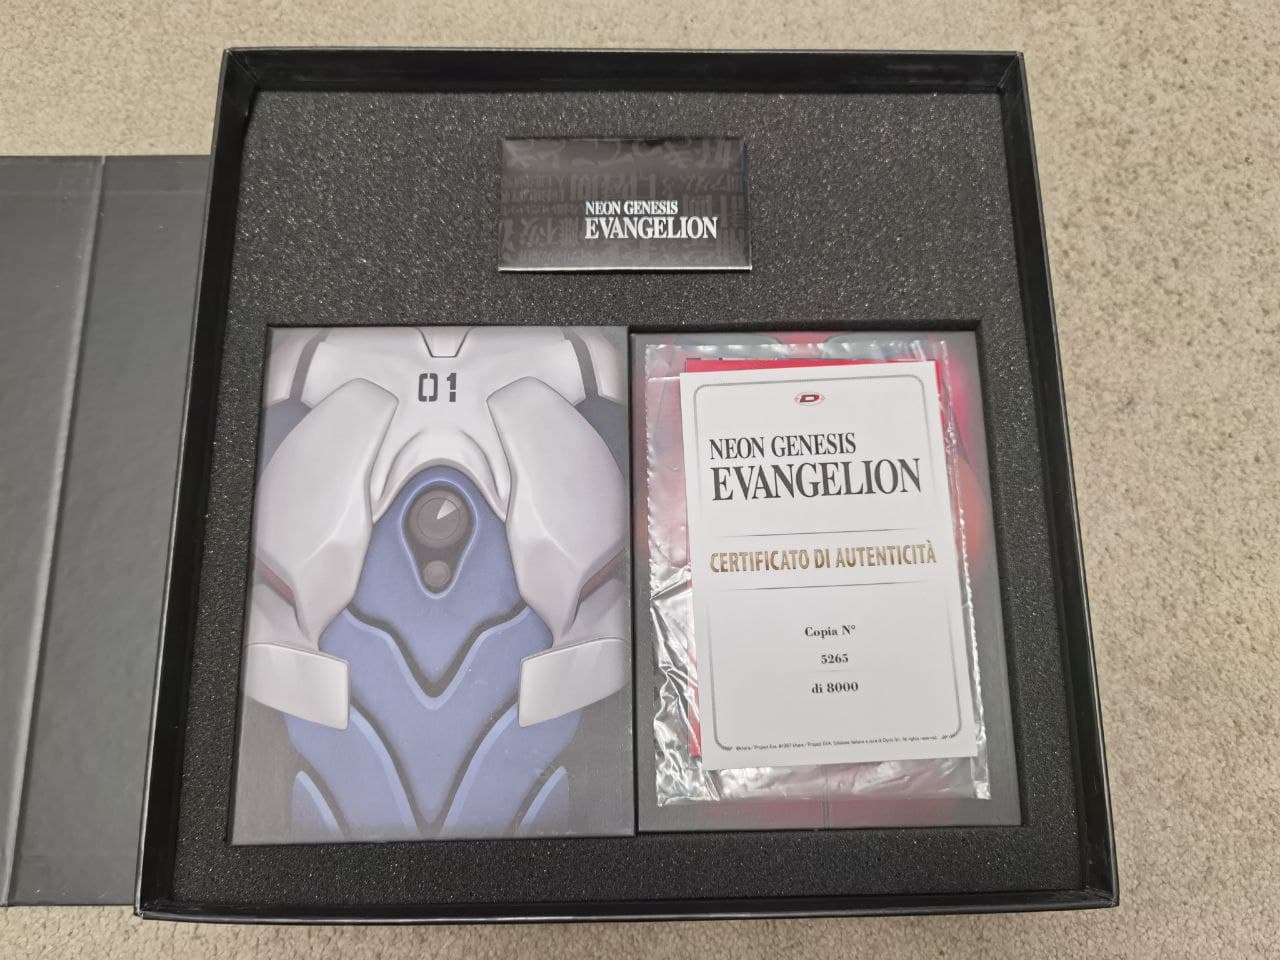 NEON GENESIS
EVANGELION
01
D
NEON GENESIS
EVANGELION
CERTIFICATO DI AUTENTICITÀ
Copia N°
5265
di 8000